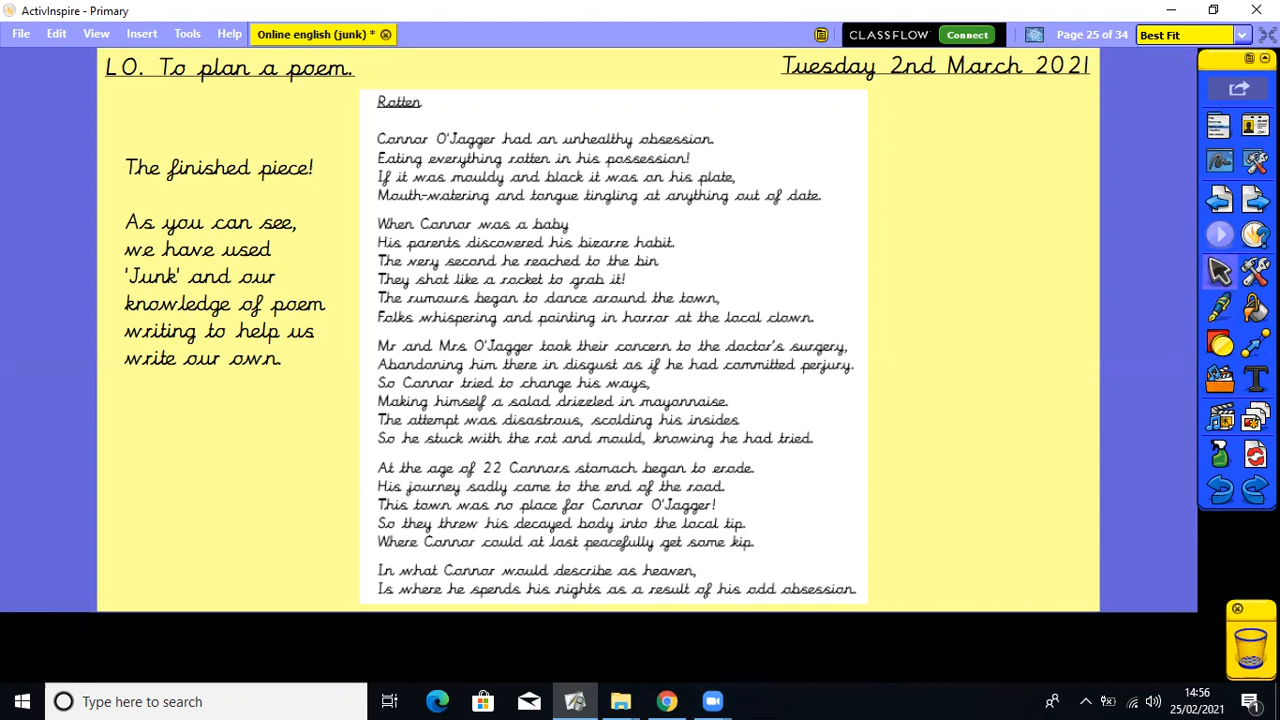 ActivInspire - Primary
File Edit View Insert Tools Help
Online english (junk) *
CLASSFLOW Connect
Page 25 of 34
Best Fit
LO. To plan a poem.
Tuesday 2nd March 2021
The finished piece!
As you can see,
we have used
'Junk' and our
knowledge of poem
writing to help us
write our own.
Rotten
Connor O'Jagger had an unhealthy obsession.
Eating everything rotten in his possession!
If it was mouldy and black it was on his plate,
Mouth-watering and tongue tingling at anything out of date.
When Connor was a baby
His parents discovered his bizarre habit.
The very second he reached to the bin
They shot like a rocket to grab it!
The rumours began to dance around the town,
Folks whispering and pointing in horror at the local clown.
Mr and Mrs O'Jagger took their concern to the doctor's surgery,
Abandoning him there in disgust as if he had committed perjury.
So Connor tried to change his ways,
Making himself a salad drizzled in mayonnaise.
The attempt was disastrous, scolding his insides
So he stuck with the rot and mould, knowing he had tried.
At the age of 22 Connors stomach began to erode.
His journey sadly came to the end of the road.
This town was no place for Connor O'Jagger!
So they threw his decayed body into the local tip.
Where Connor could at last peacefully get some kip.
In what Connor would describe as heaven,
Is where he spends his nights as a result of his odd obsession.
Type here to search
14:56
25/02/2021
1